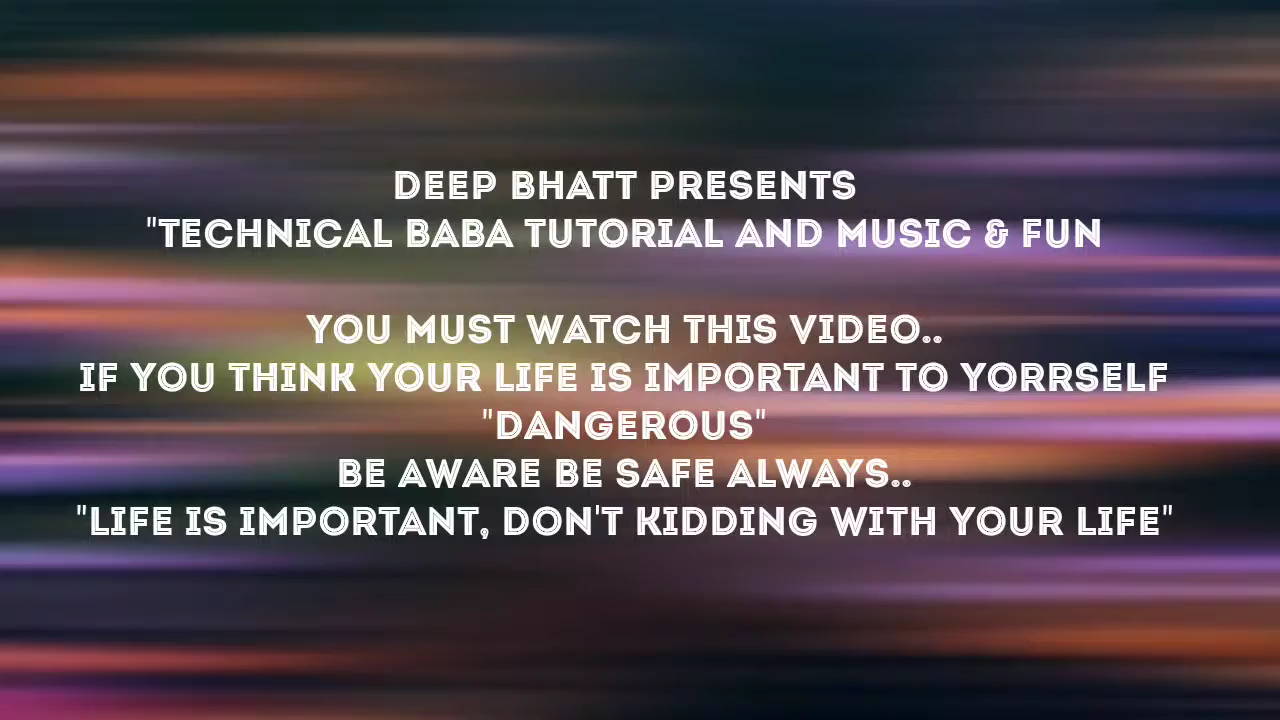 DEEP BHATT PRESENTS
"TECHNICAL BABA TUTORIAL AND MUSIC & FUN
YOU MUST WATCH THIS VIDEO..
IF YOU THINK YOUR LIFE IS IMPORTANT TO YORRSELF
"DANGEROUS"
BE AWARE BE SAFE ALWAYS..
"LIFE IS IMPORTANT, DON'T KIDDING WITH YOUR LIFE"